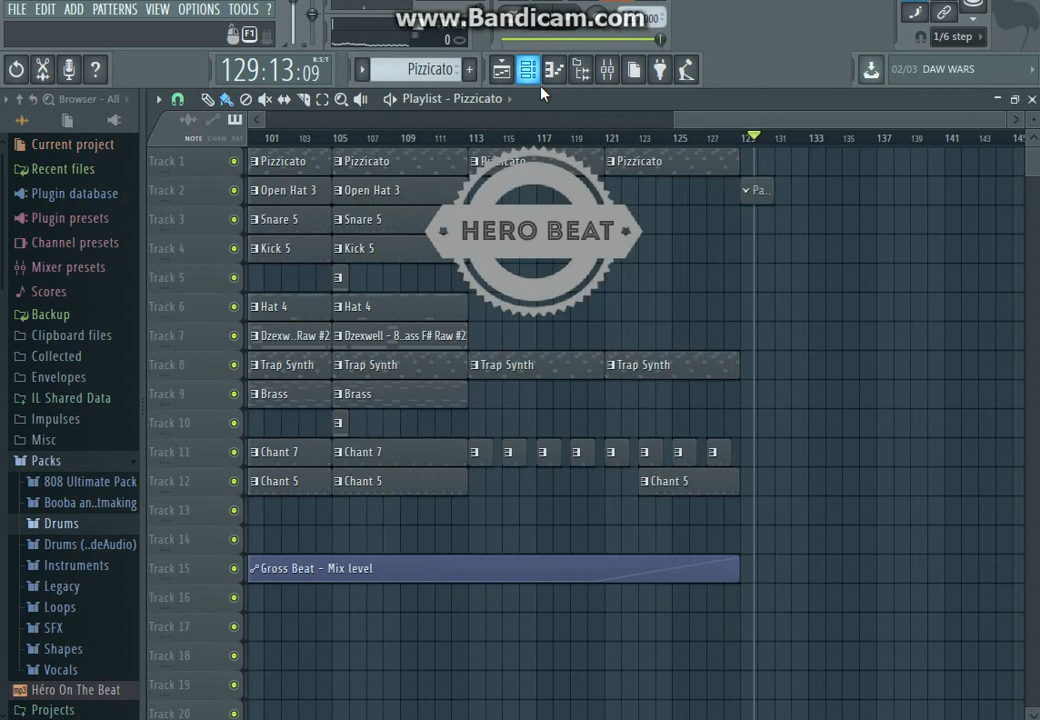 www.Bandicam.com
FILE EDIT ADD PATTERNS VIEW OPTIONS TOOLS ?
F1
0
000
1/6 step
129:13:09
B:S:T
Pizzicato
02/03 DAW WARS
Browser - All
Playlist - Pizzicato
NOTE CHAN PAT
101 103 105 107 109 111 113 115 117 119 121 123 125 127 129 131 133 135 137 139 141 143 145
Current project
Recent files
Plugin database
Plugin presets
Channel presets
Mixer presets
Scores
Backup
Clipboard files
Collected
Envelopes
IL Shared Data
Impulses
Misc
Packs
808 Ultimate Pack
Booba an..tmaking
Drums
Drums (..deAudio)
Instruments
Legacy
Loops
SFX
Shapes
Vocals
Héro On The Beat
Projects
Track 1 Pizzicato Pizzicato Pizzicato Pizzicato
Track 2 Open Hat 3 Open Hat 3 Pa..
Track 3 Snare 5 Snare 5
Track 4 Kick 5 Kick 5
HERO BEAT
Track 5
Track 6 Hat 4 Hat 4
Track 7 Dzexw..Raw #2 Dzexwell - 8..ass F# Raw #2
Track 8 Trap Synth Trap Synth Trap Synth Trap Synth
Track 9 Brass Brass
Track 10
Track 11 Chant 7 Chant 7
Track 12 Chant 5 Chant 5 Chant 5
Track 13
Track 14
Track 15 Gross Beat - Mix level
Track 16
Track 17
Track 18
Track 19
Track 20